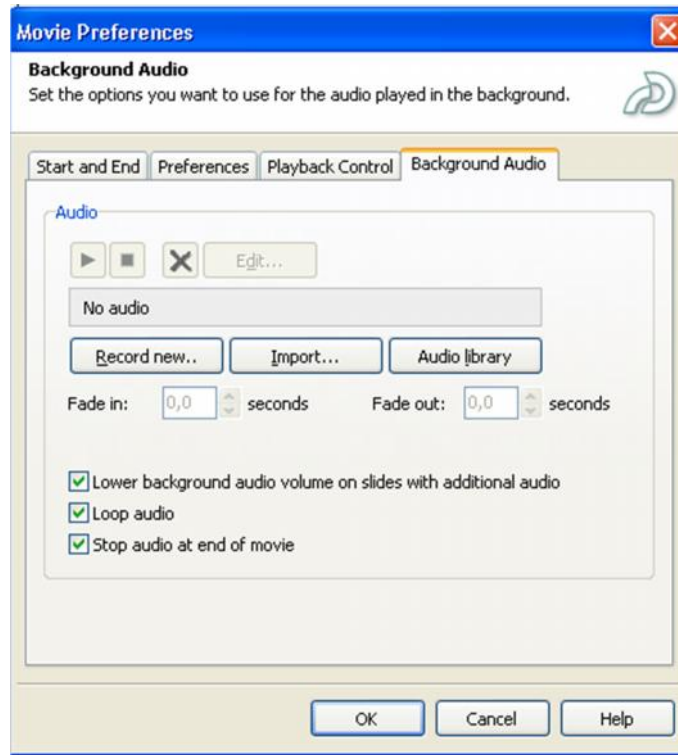 Movie Preferences
Background Audio
Set the options you want to use for the audio played in the background.
Start and End Preferences Playback Control Background Audio
Audio
Edit...
No audio
Record new.. Import... Audio library
Fade in: 0,0 seconds Fade out: 0,0 seconds
Lower background audio volume on slides with additional audio
Loop audio
Stop audio at end of movie
OK Cancel Help